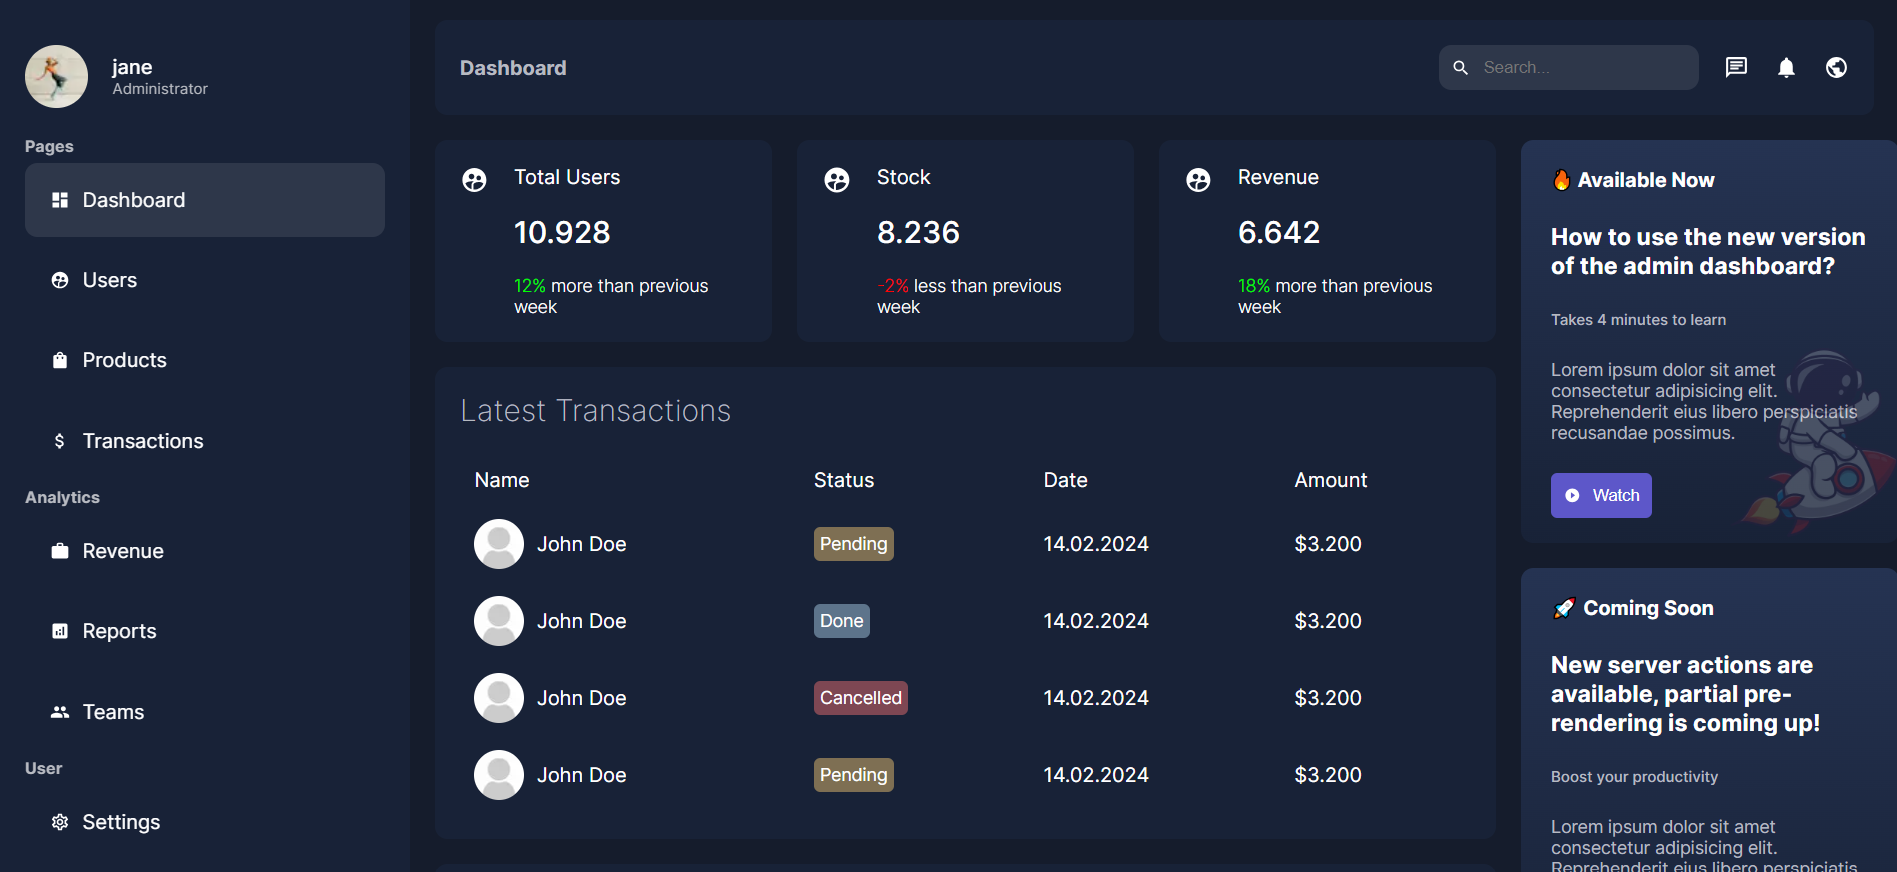 jane
Administrator
Pages
Dashboard
Users
Products
Transactions
Analytics
Revenue
Reports
Teams
User
Settings
Dashboard
Search...
Total Users
10.928
12% more than previous
week
Stock
8.236
-2% less than previous
week
Revenue
6.642
18% more than previous
week
Latest Transactions
Name Status Date Amount
John Doe Pending 14.02.2024 $3.200
John Doe Done 14.02.2024 $3.200
John Doe Cancelled 14.02.2024 $3.200
John Doe Pending 14.02.2024 $3.200
🔥 Available Now
How to use the new version
of the admin dashboard?
Takes 4 minutes to learn
Lorem ipsum dolor sit amet
consectetur adipisicing elit.
Reprehenderit eius libero perspiciatis
recusandae possimus.
Watch
🚀 Coming Soon
New server actions are
available, partial pre-
rendering is coming up!
Boost your productivity
Lorem ipsum dolor sit amet
consectetur adipisicing elit.
Reprehenderit eius libero perspiciatis